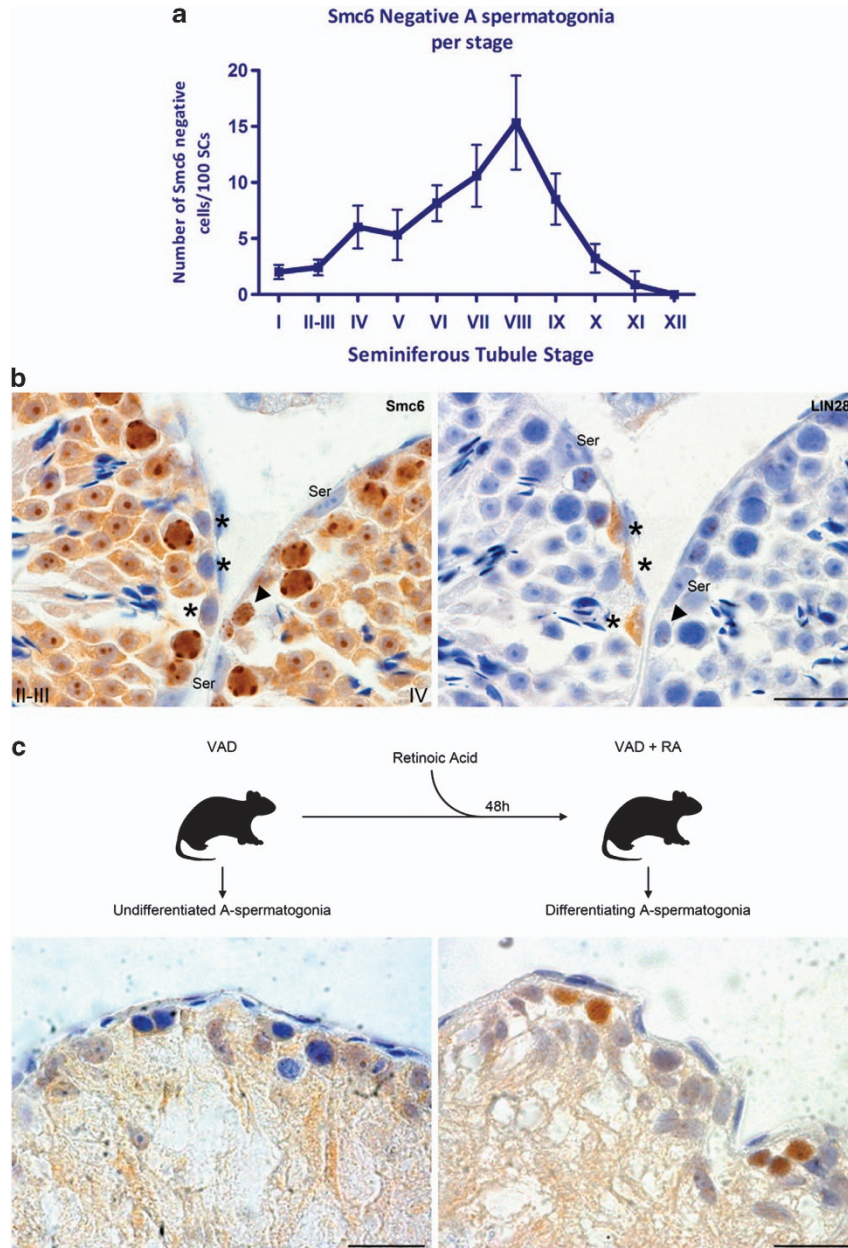 a
Smc6 Negative A spermatogonia
per stage
Number of Smc6 negative
cells/100 SCs
20
15
10
5
0
I II-III IV V VI VII VIII IX X XI XII
Seminiferous Tubule Stage
b
Smc6
Ser
*
*
*
Ser
II-III
IV
LIN28
Ser
*
*
Ser
*
c
VAD
Retinoic Acid
VAD + RA
48h
Undifferentiated A-spermatogonia
Differentiating A-spermatogonia